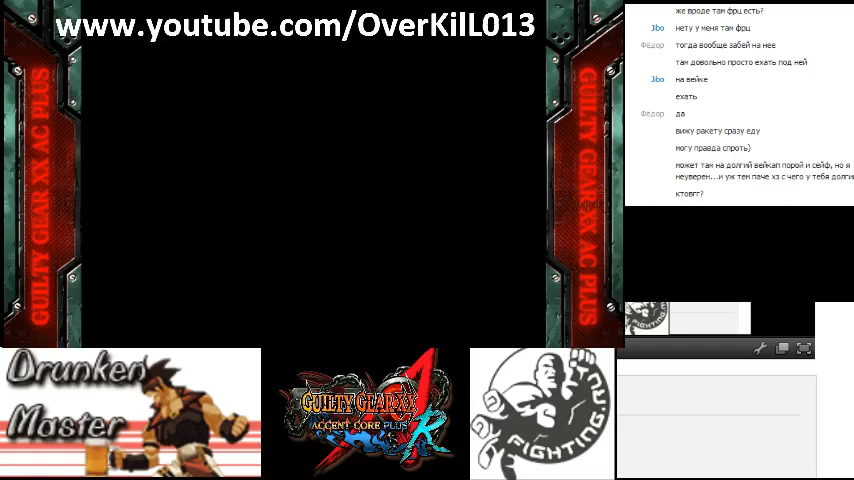 www.youtube.com/OverKilL013
GUILTY GEAR XX AC PLUS
GUILTY GEAR XX AC PLUS
же вроде там фрц есть?
Jibo нету у меня там фрц
Фёдор тогда вообще забей на нее
там довольно просто ехать под ней
Jibo на вейке
ехать
Фёдор да
вижу ракету сразу еду
могу правда спроть)
может там на долгий вейкап порой и сейф, но я
неуверен...и уж тем паче хз с чего у тебя долги
ктовгг?
FIGHTING.RU
Drunken
Master
GUILTY GEAR XX
ACCENT CORE PLUS
R
FIGHTING.RU